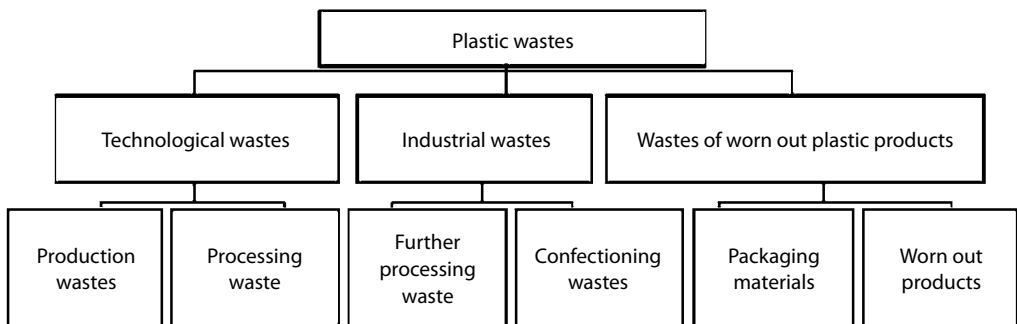 Plastic wastes
Technological wastes
Industrial wastes
Wastes of worn out plastic products
Production
wastes
Processing
waste
Further
processing
waste
Confectioning
wastes
Packaging
materials
Worn out
products